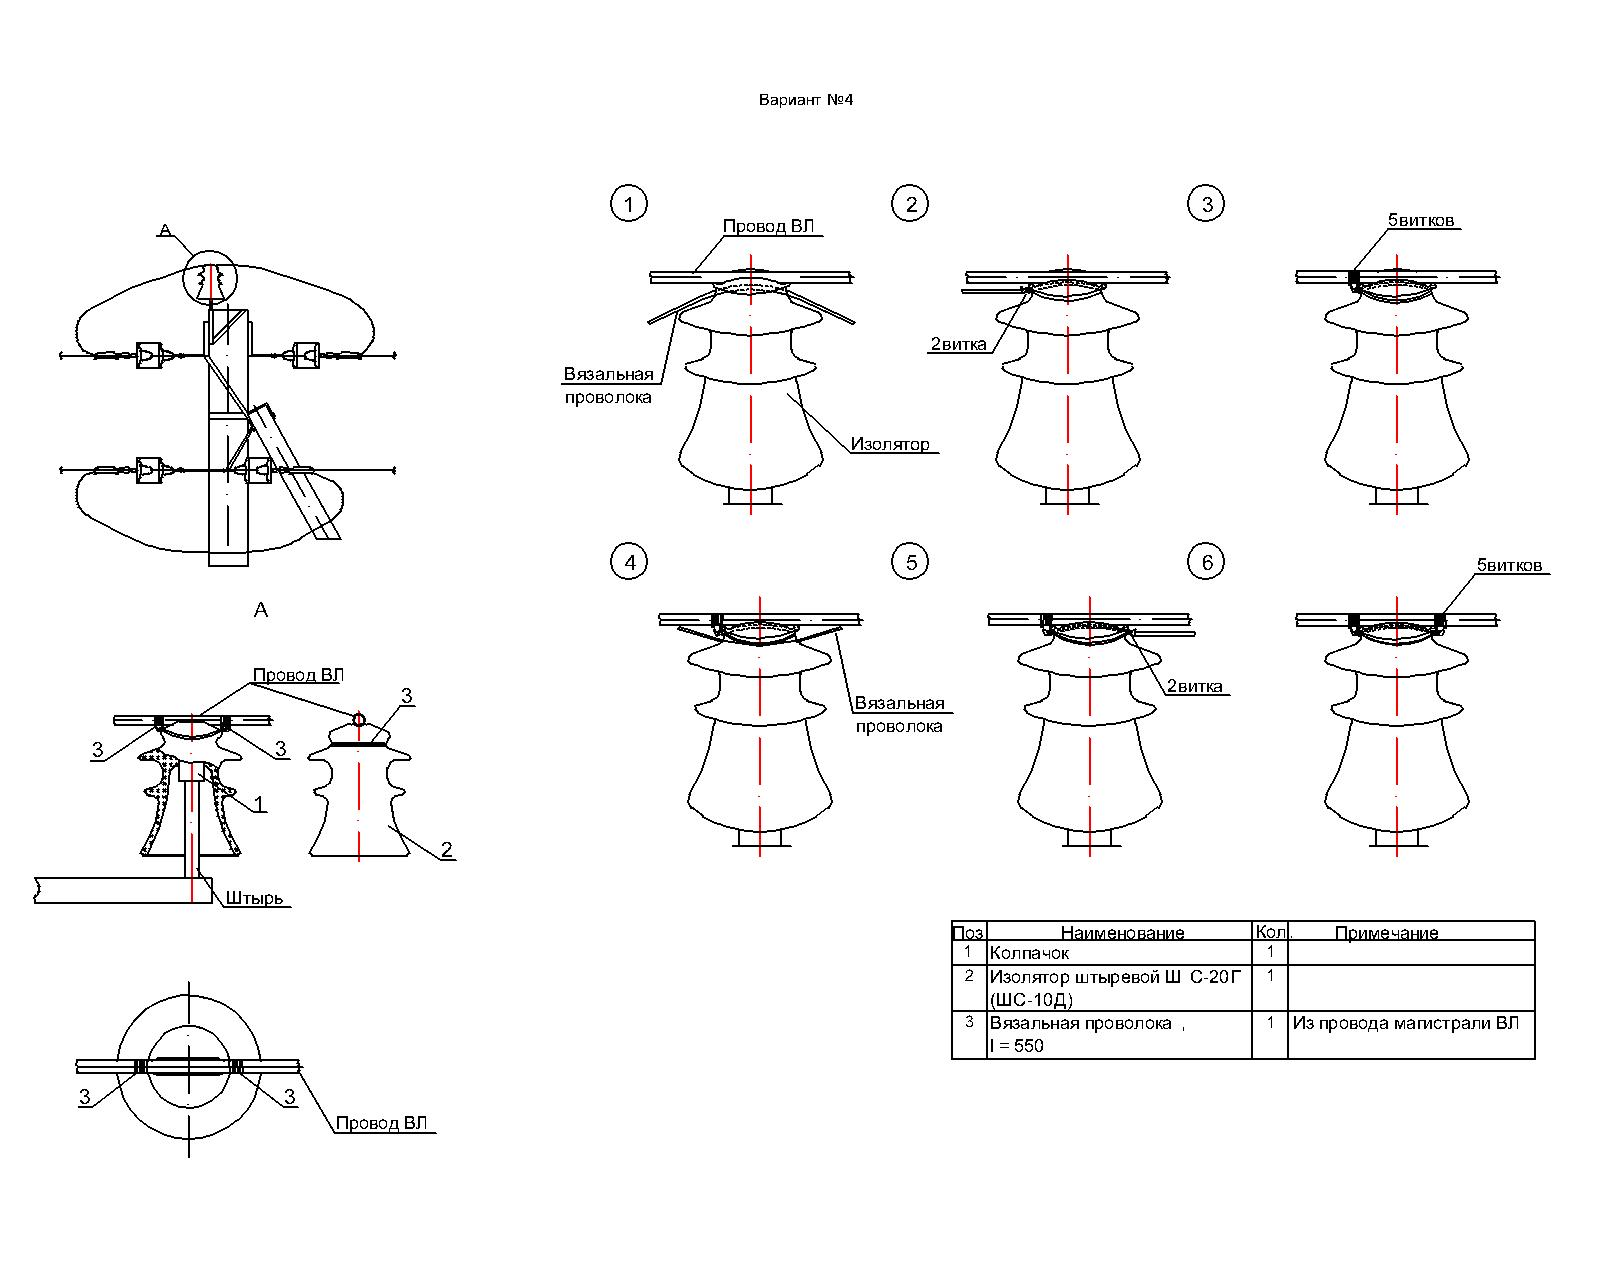 Вариант №4
А
1
2
3
Провод ВЛ
5витков
2витка
Вязальная
проволока
Изолятор
4
5
6
5витков
А
Провод ВЛ
3
3
3
1
2
Штырь
2витка
Вязальная
проволока
3
3
Провод ВЛ
Поз Наименование Кол. Примечание
1 Колпачок 1
2 Изолятор штыревой Ш С-20Г 1
(ШС-10Д)
3 Вязальная проволока , 1 Из провода магистрали ВЛ
l = 550